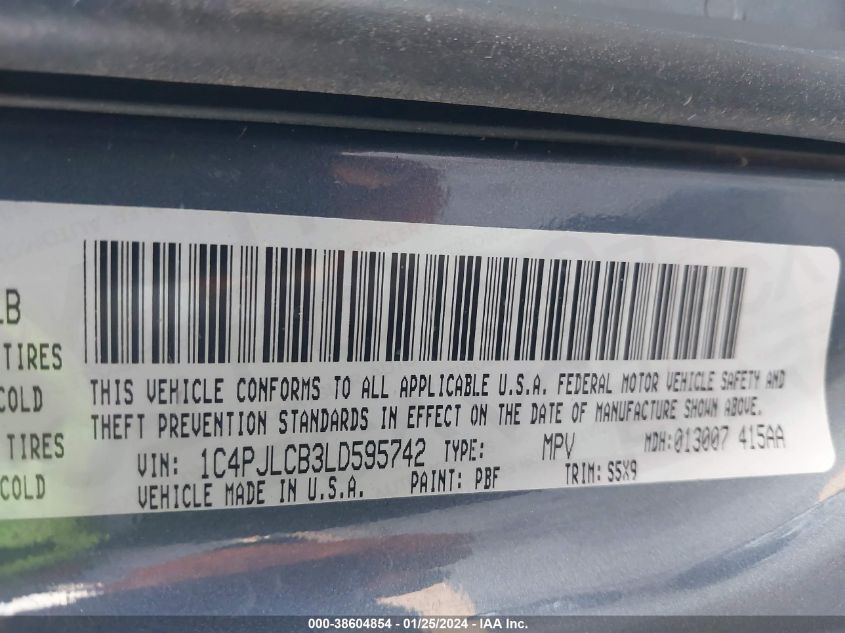 LB
TIRES
COLD
TIRES
COLD
THIS VEHICLE CONFORMS TO ALL APPLICABLE U.S.A. FEDERAL MOTOR VEHICLE SAFETY AND
THEFT PREVENTION STANDARDS IN EFFECT ON THE DATE OF MANUFACTURE SHOWN ABOVE.
VIN: 1C4PJLCB3LD595742 TYPE: MPV MDH:013007 415AA
VEHICLE MADE IN U.S.A. PAINT: PBF TRIM: S5X9
000-38604854 - 01/25/2024 - IAA Inc.